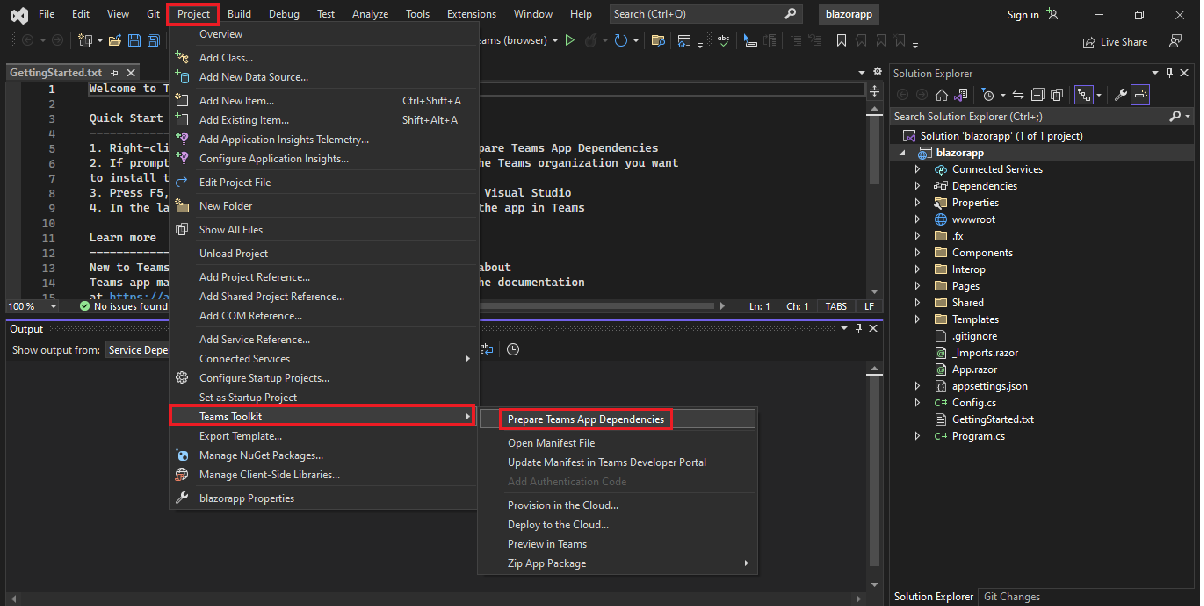 File Edit View Git Project Build Debug Test Analyze Tools Extensions Window Help Search (Ctrl+Q) blazorapp Sign in
ams (browser) Live Share
GettingStarted.txt
1 Welcome to T
2
3 Quick Start
4 ------------
5 1. Right-cli pare Teams App Dependencies
6 2. If prompt the Teams organization you want
7 to install t
8 3. Press F5, Visual Studio
9 4. In the la the app in Teams
10
11 Learn more
12 ------------
13 New to Teams bout
14 Teams app ma he documentation
15 at https://a
100 % No issues found Ln: 1 Ch: 1 TABS LF
Overview
Add Class...
Add New Data Source...
Add New Item... Ctrl+Shift+A
Add Existing Item... Shift+Alt+A
Add Application Insights Telemetry...
Configure Application Insights...
Edit Project File
New Folder
Show All Files
Unload Project
Add Project Reference...
Add Shared Project Reference...
Add COM Reference...
Add Service Reference...
Connected Services
Configure Startup Projects...
Set as Startup Project
Teams Toolkit
Export Template...
Manage NuGet Packages...
Manage Client-Side Libraries...
blazorapp Properties
Prepare Teams App Dependencies
Open Manifest File
Update Manifest in Teams Developer Portal
Add Authentication Code
Provision in the Cloud...
Deploy to the Cloud...
Preview in Teams
Zip App Package
Output
Show output from: Service Depe
Solution Explorer
Search Solution Explorer (Ctrl+;)
Solution 'blazorapp' (1 of 1 project)
blazorapp
Connected Services
Dependencies
Properties
wwwroot
.fx
Components
Interop
Pages
Shared
Templates
.gitignore
_Imports.razor
App.razor
appsettings.json
Config.cs
GettingStarted.txt
Program.cs
Solution Explorer Git Changes